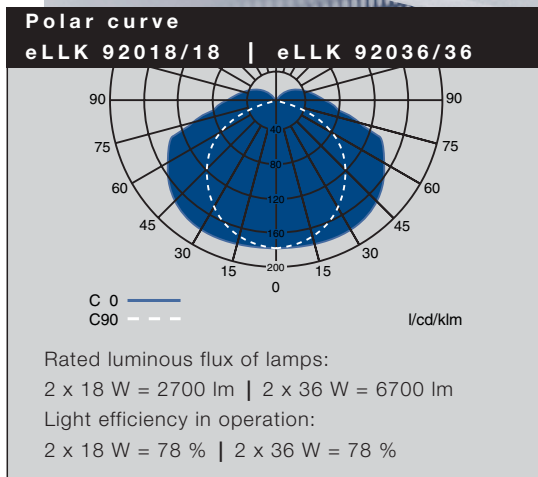 Polar curve
eLLK 92018/18 | eLLK 92036/36
90 90
40
75 75
80
60 60
120
45 45
160
30 30
15 200 15
0
C 0
C90
I/cd/klm
Rated luminous flux of lamps:
2 x 18 W = 2700 lm | 2 x 36 W = 6700 lm
Light efficiency in operation:
2 x 18 W = 78 % | 2 x 36 W = 78 %